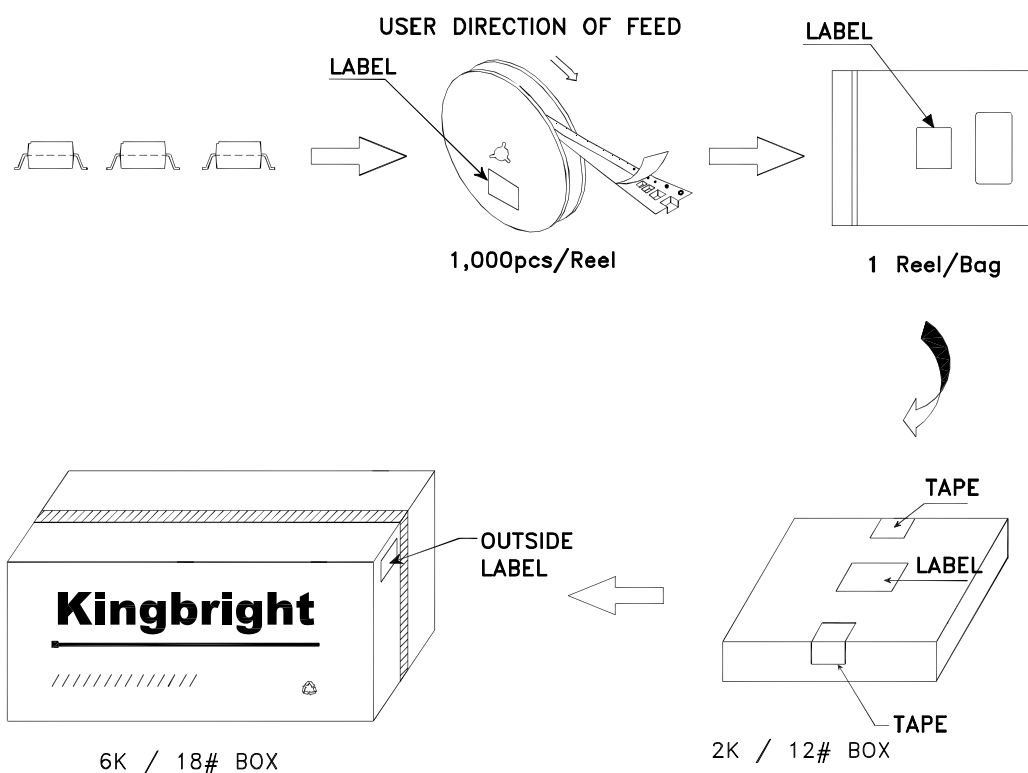 USER DIRECTION OF FEED
LABEL
LABEL
1,000pcs/Reel
1 Reel/Bag
TAPE
LABEL
OUTSIDE
LABEL
Kingbright
TAPE
2K / 12# BOX
6K / 18# BOX